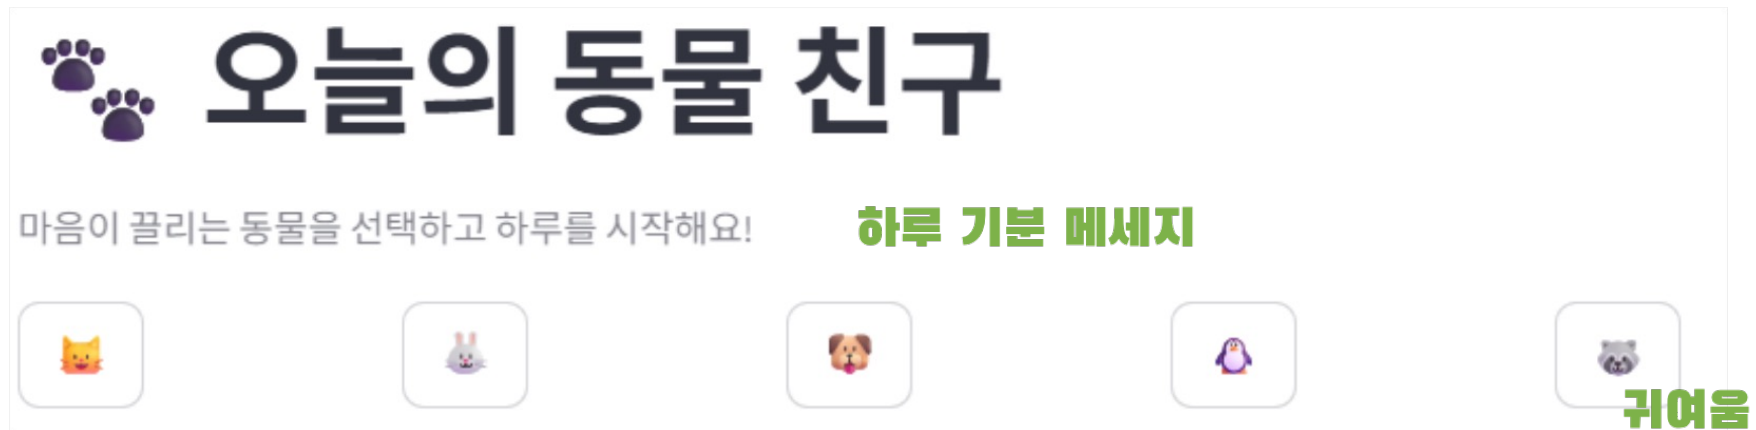 오늘의 동물 친구
마음이 끌리는 동물을 선택하고 하루를 시작해요!
하루 기분 메세지
귀여움